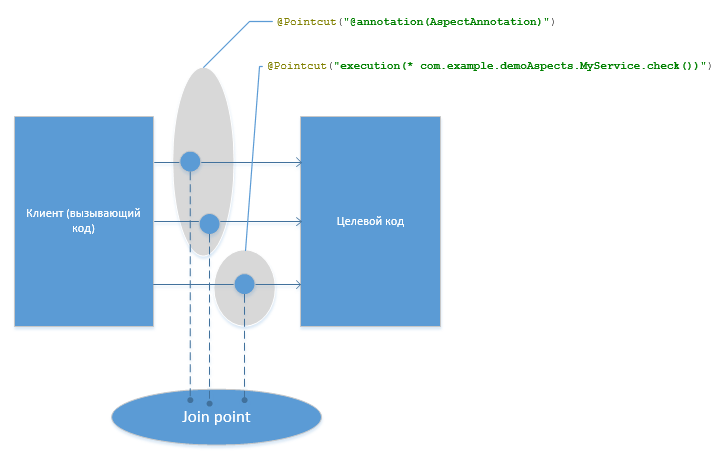 @Pointcut("@annotation(AspectAnnotation)")
@Pointcut("execution(* com.example.demoAspects.MyService.check())")
Клиент (вызывающий
код)
Целевой код
Join point